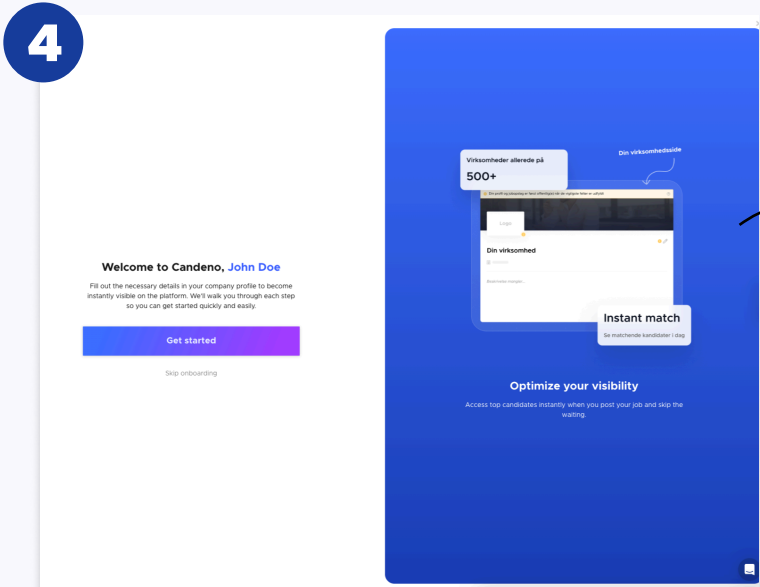 4
Welcome to Candeno, John Doe
Fill out the necessary details in your company profile to become
instantly visible on the platform. We'll walk you through each step
so you can get started quickly and easily.
Get started
Skip onboarding
Virksomheder allerede på
500+
Din virksomhedsside
Logo
Din virksomhed
Instant match
Se matchende kandidater i dag
Optimize your visibility
Access top candidates instantly when you post your job and skip the
waiting.